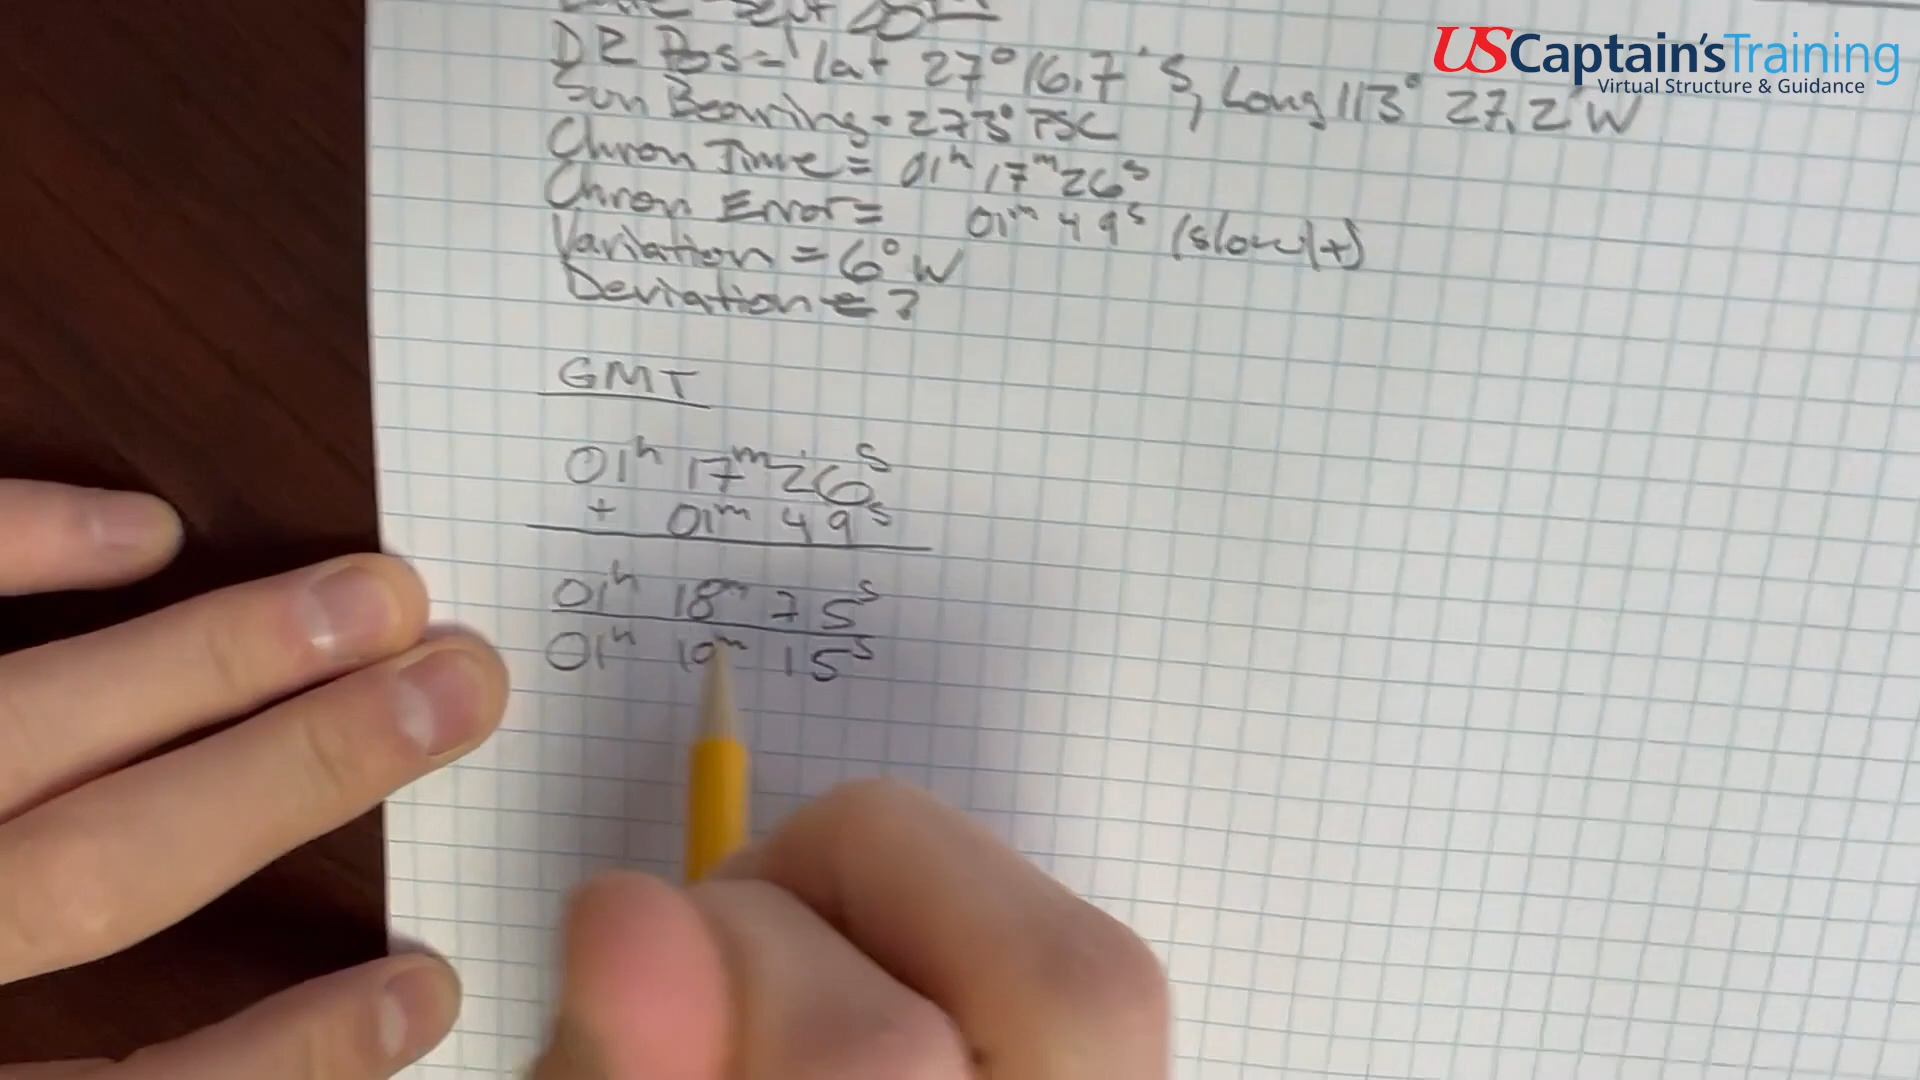 Sept 20th
USCaptain'sTraining
Virtual Structure & Guidance
DR Pos = lat 27° 16.7' S, Long 113° 27.2' W
Sun Bearing = 273° PSC
Chron Time = 01h 17m 26s
Chron Error = 01m 49s (slow/+)
Variation = 6° W
Deviation = ?
GMT
01h 17m 26s
+ 01m 49s
01h 18m 75s
01h 19m 15s